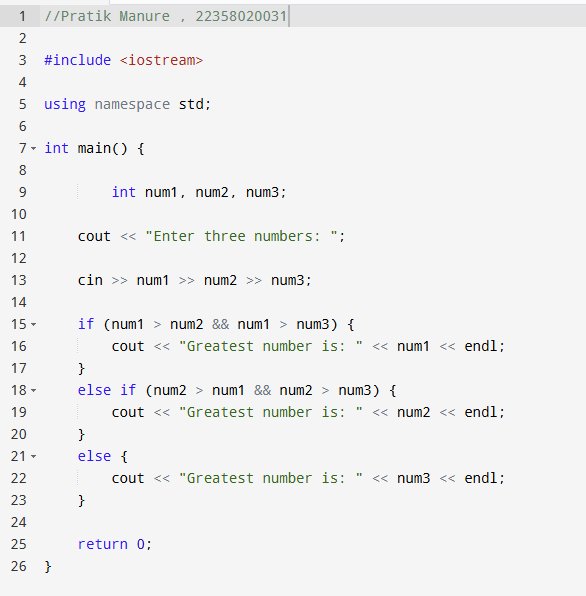 1 //Pratik Manure , 22358020031
2
3 #include <iostream>
4
5 using namespace std;
6
7 int main() {
8
9         int num1, num2, num3;
10
11     cout << "Enter three numbers: ";
12
13     cin >> num1 >> num2 >> num3;
14
15     if (num1 > num2 && num1 > num3) {
16         cout << "Greatest number is: " << num1 << endl;
17     }
18     else if (num2 > num1 && num2 > num3) {
19         cout << "Greatest number is: " << num2 << endl;
20     }
21     else {
22         cout << "Greatest number is: " << num3 << endl;
23     }
24
25     return 0;
26 }